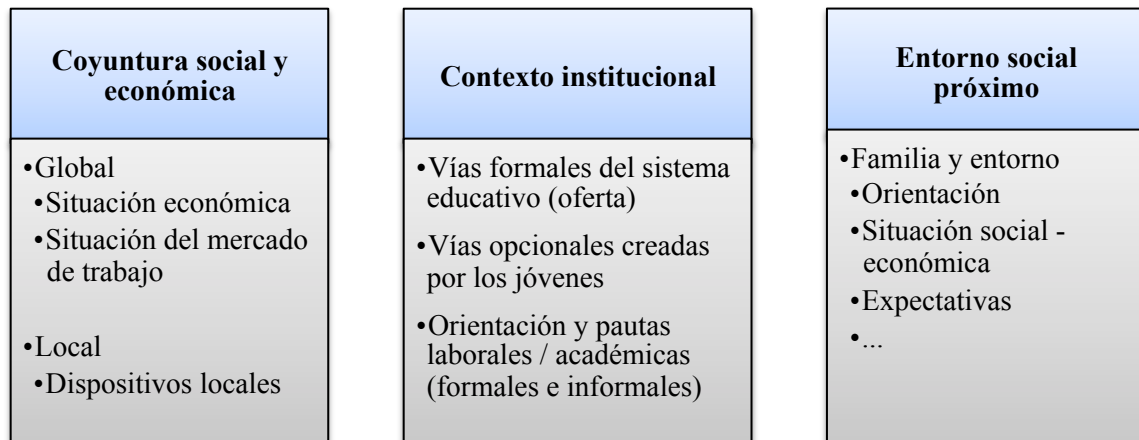 Coyuntura social y
económica
•Global
•Situación económica
•Situación del mercado
de trabajo
•Local
•Dispositivos locales
Contexto institucional
•Vías formales del sistema
educativo (oferta)
•Vías opcionales creadas
por los jóvenes
•Orientación y pautas
laborales / académicas
(formales e informales)
Entorno social
próximo
•Familia y entorno
•Orientación
•Situación social -
económica
•Expectativas
•...